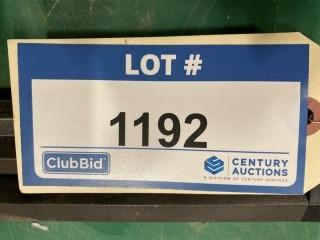 LOT #
1192
ClubBid
CENTURY
AUCTIONS
A DIVISION OF CENTURY SERVICES